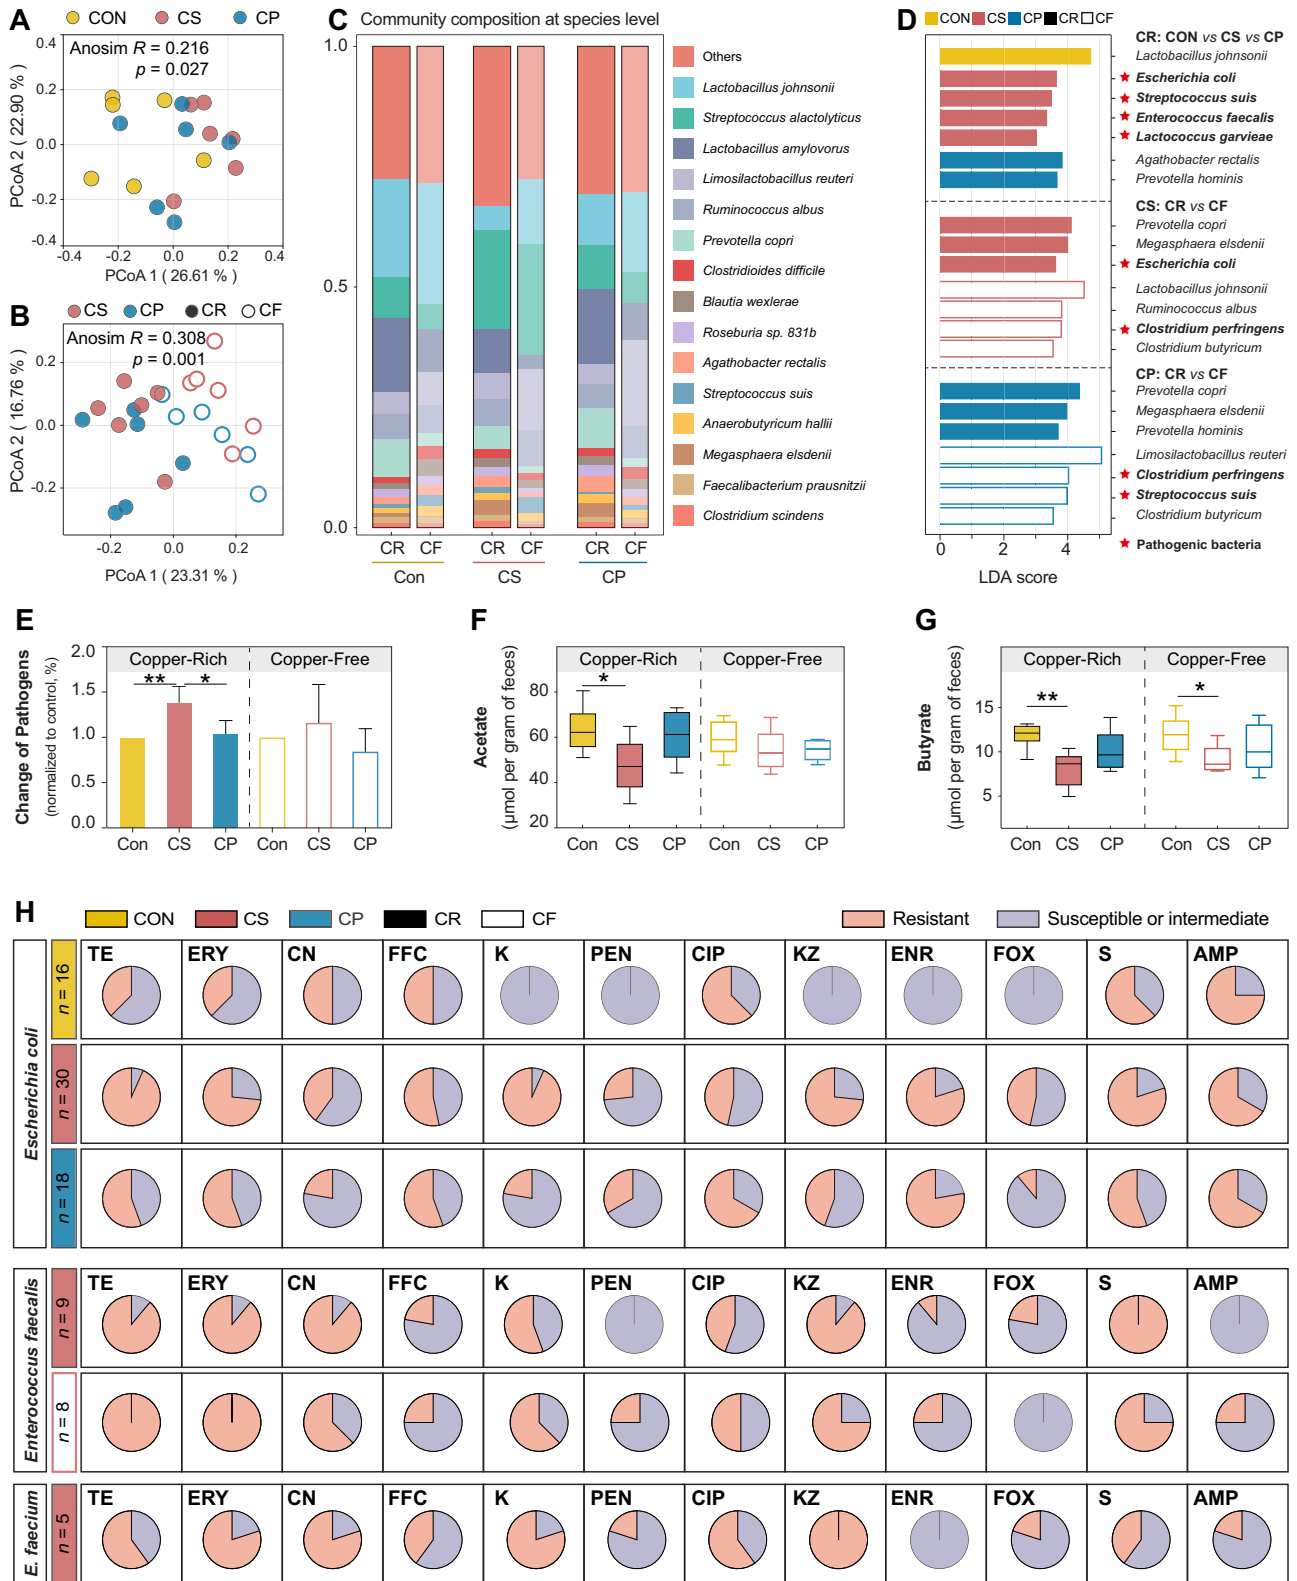 A
CON
CS
CP
Anosim R = 0.216
p = 0.027
PCoA 2 ( 22.90 % )
0.4
0.2
0.0
-0.2
-0.4
-0.4
-0.2
0.0
0.2
0.4
PCoA 1 ( 26.61 % )
B
CS
CP
CR
CF
Anosim R = 0.308
p = 0.001
PCoA 2 ( 16.76 % )
0.2
0.0
-0.2
-0.2
0.0
0.2
PCoA 1 ( 23.31 % )
C
Community composition at species level
1.0
0.5
0.0
CR
CF
CR
CF
CR
CF
Con
CS
CP
Others
Lactobacillus johnsonii
Streptococcus alactolyticus
Lactobacillus amylovorus
Limosilactobacillus reuteri
Ruminococcus albus
Prevotella copri
Clostridioides difficile
Blautia wexlerae
Roseburia sp. 831b
Agathobacter rectalis
Streptococcus suis
Anaerobutyricum hallii
Megasphaera elsdenii
Faecalibacterium prausnitzii
Clostridium scindens
D
CON
CS
CP
CR
CF
CR: CON vs CS vs CP
Lactobacillus johnsonii
Escherichia coli
Streptococcus suis
Enterococcus faecalis
Lactococcus garvieae
Agathobacter rectalis
Prevotella hominis
CS: CR vs CF
Prevotella copri
Megasphaera elsdenii
Escherichia coli
Lactobacillus johnsonii
Ruminococcus albus
Clostridium perfringens
Clostridium butyricum
CP: CR vs CF
Prevotella copri
Megasphaera elsdenii
Prevotella hominis
Limosilactobacillus reuteri
Clostridium perfringens
Streptococcus suis
Clostridium butyricum
Pathogenic bacteria
0
2
4
LDA score
E
Change of Pathogens
(normalized to control, %)
2.0
1.5
1.0
0.5
0.0
Copper-Rich
Copper-Free
**
*
Con
CS
CP
Con
CS
CP
F
Acetate
(μmol per gram of feces)
80
60
40
20
Copper-Rich
Copper-Free
*
Con
CS
CP
Con
CS
CP
G
Butyrate
(μmol per gram of feces)
15
10
5
Copper-Rich
Copper-Free
**
*
Con
CS
CP
Con
CS
CP
H
CON
CS
CP
CR
CF
Resistant
Susceptible or intermediate
Escherichia coli
n = 16
TE
ERY
CN
FFC
K
PEN
CIP
KZ
ENR
FOX
S
AMP
n = 30
n = 18
Enterococcus faecalis
n = 9
TE
ERY
CN
FFC
K
PEN
CIP
KZ
ENR
FOX
S
AMP
n = 8
E. faecium
n = 5
TE
ERY
CN
FFC
K
PEN
CIP
KZ
ENR
FOX
S
AMP